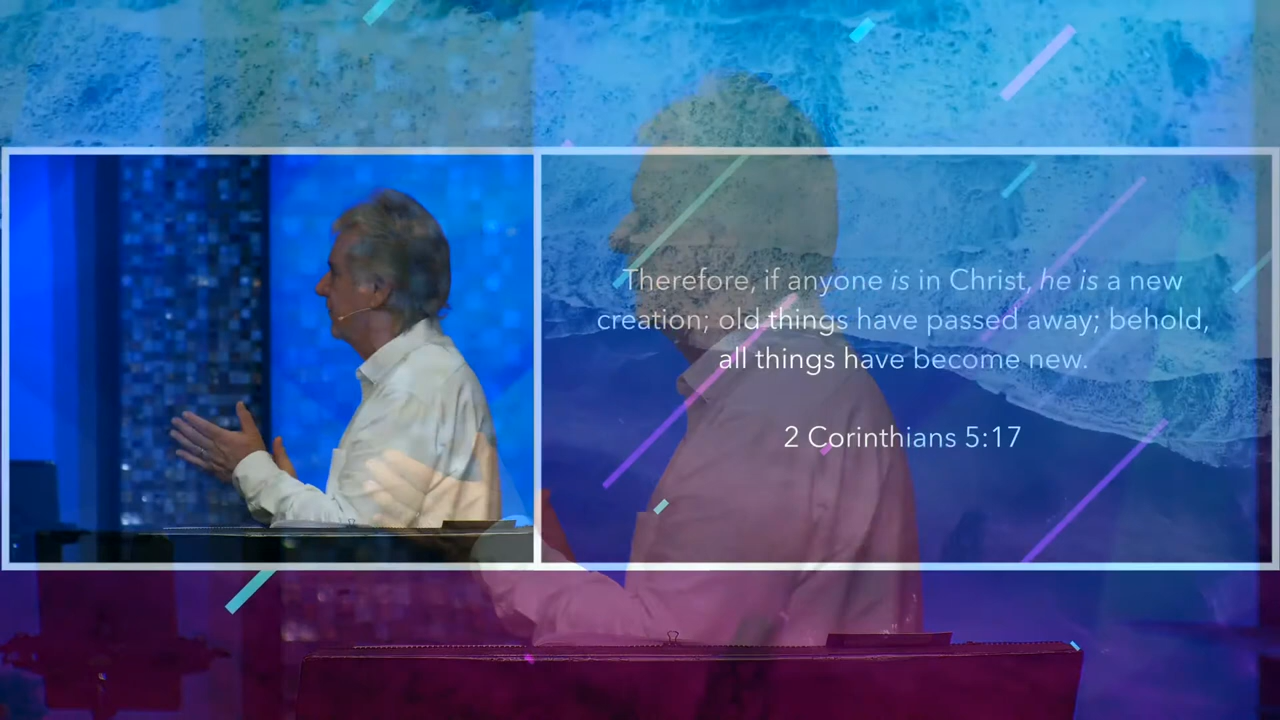 Therefore, if anyone is in Christ, he is a new
creation; old things have passed away; behold,
all things have become new.
2 Corinthians 5:17